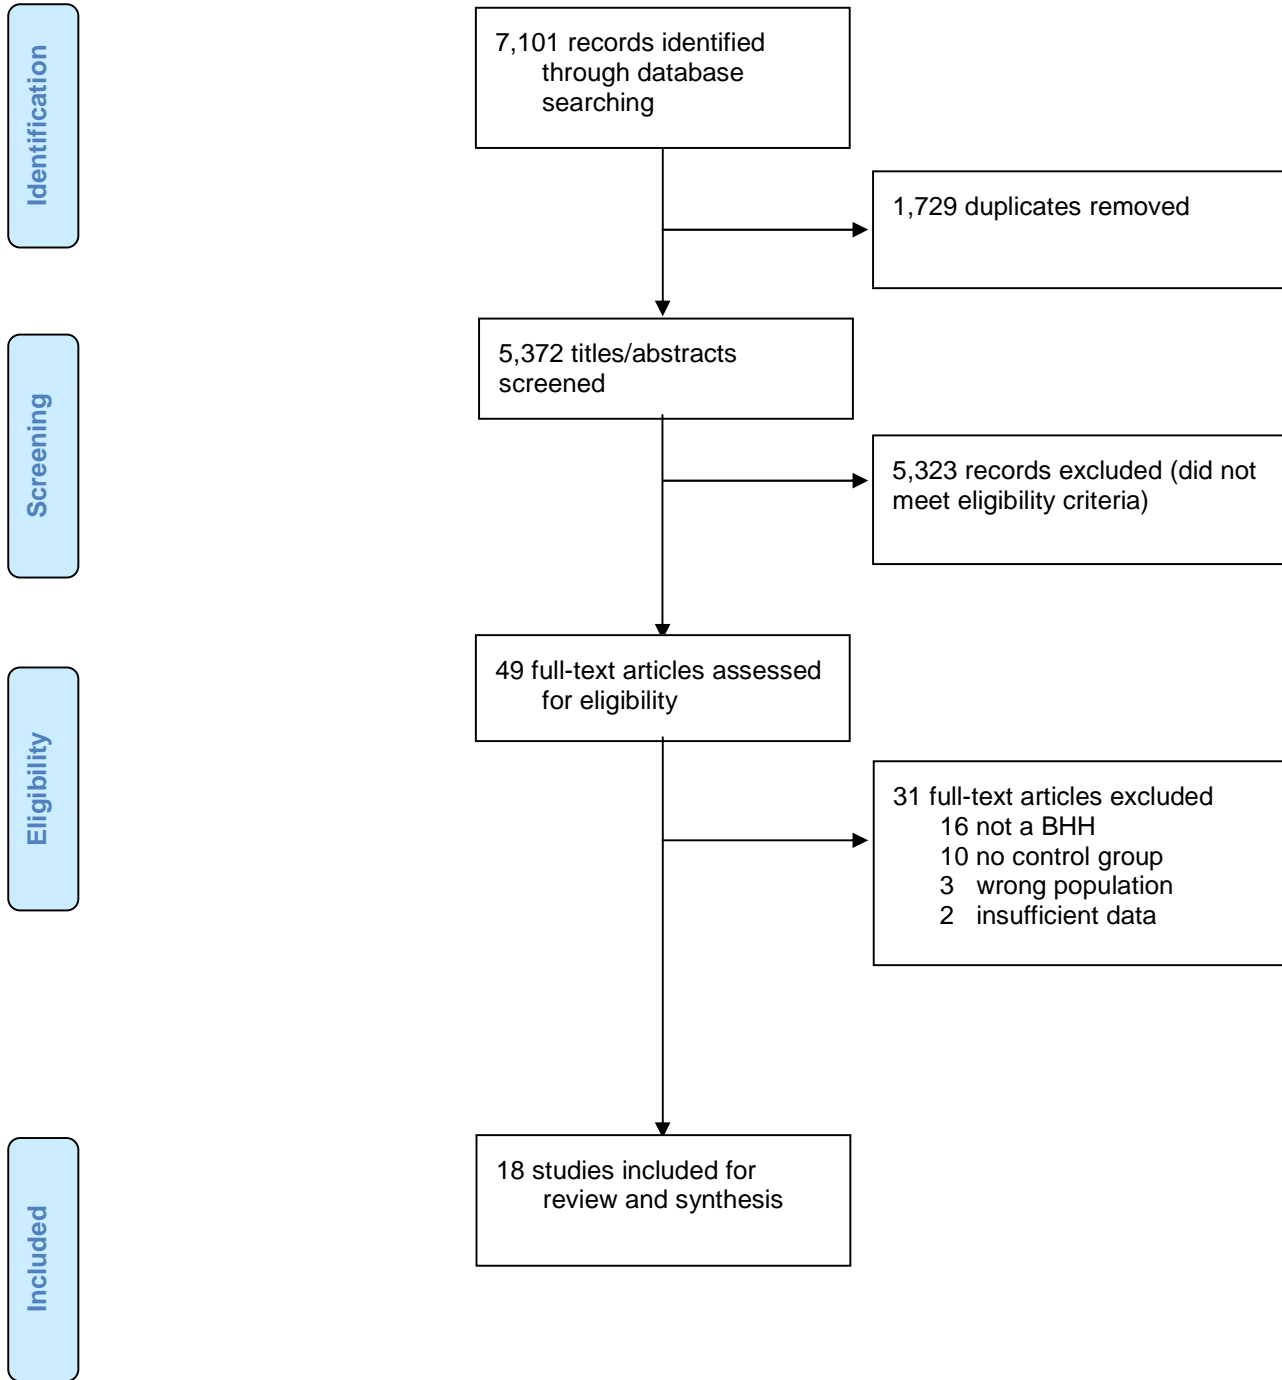 Identification
7,101 records identified
through database
searching
1,729 duplicates removed
Screening
5,372 titles/abstracts
screened
5,323 records excluded (did not
meet eligibility criteria)
Eligibility
49 full-text articles assessed
for eligibility
31 full-text articles excluded
16 not a BHH
10 no control group
3 wrong population
2 insufficient data
Included
18 studies included for
review and synthesis